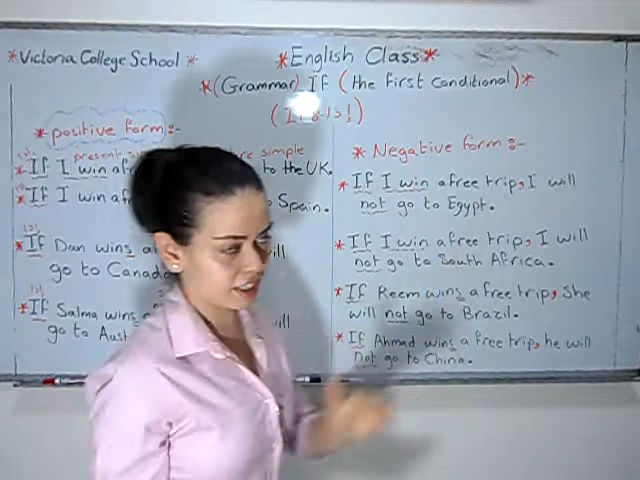 *Victoria College School *
*English Class*
*(Grammar) If (the first conditional)*
*positive form:-
present
simple
*If I win a to the UK.
*If I win a Spain.
*If Dan wins a will
go to Canada
*If Salma wins will
go to
* Negative form:-
*If I win a free trip, I will
not go to Egypt.
*If I win a free trip, I will
not go to South Africa.
*If Reem wins a free trip, She
will not go to Brazil.
*If Ahmad wins a free trip, he will
not go to China.